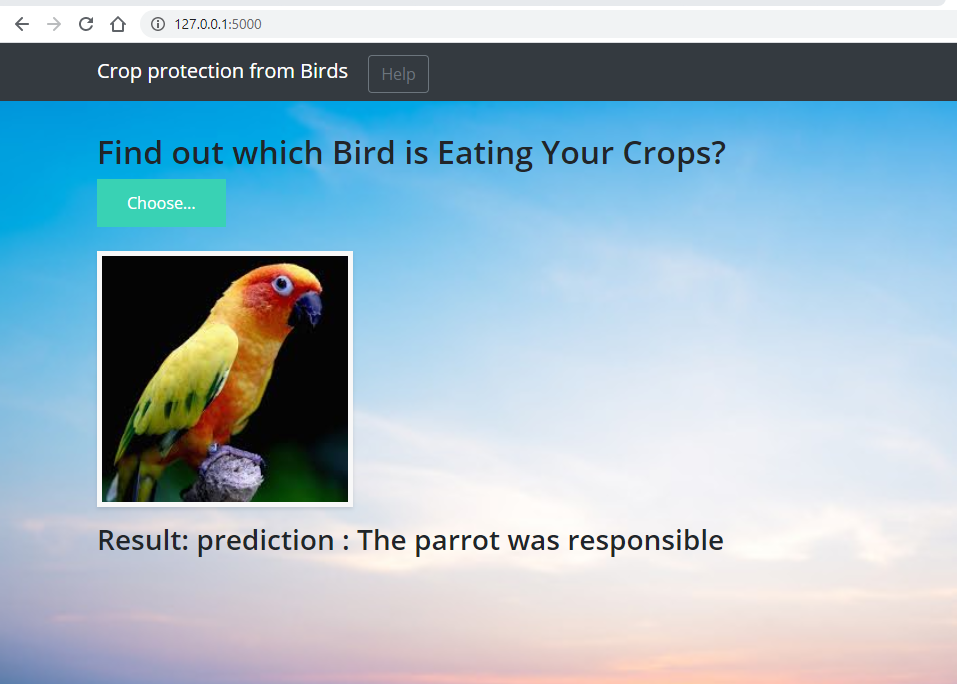 127.0.0.1:5000
Crop protection from Birds Help
Find out which Bird is Eating Your Crops?
Choose...
Result: prediction : The parrot was responsible